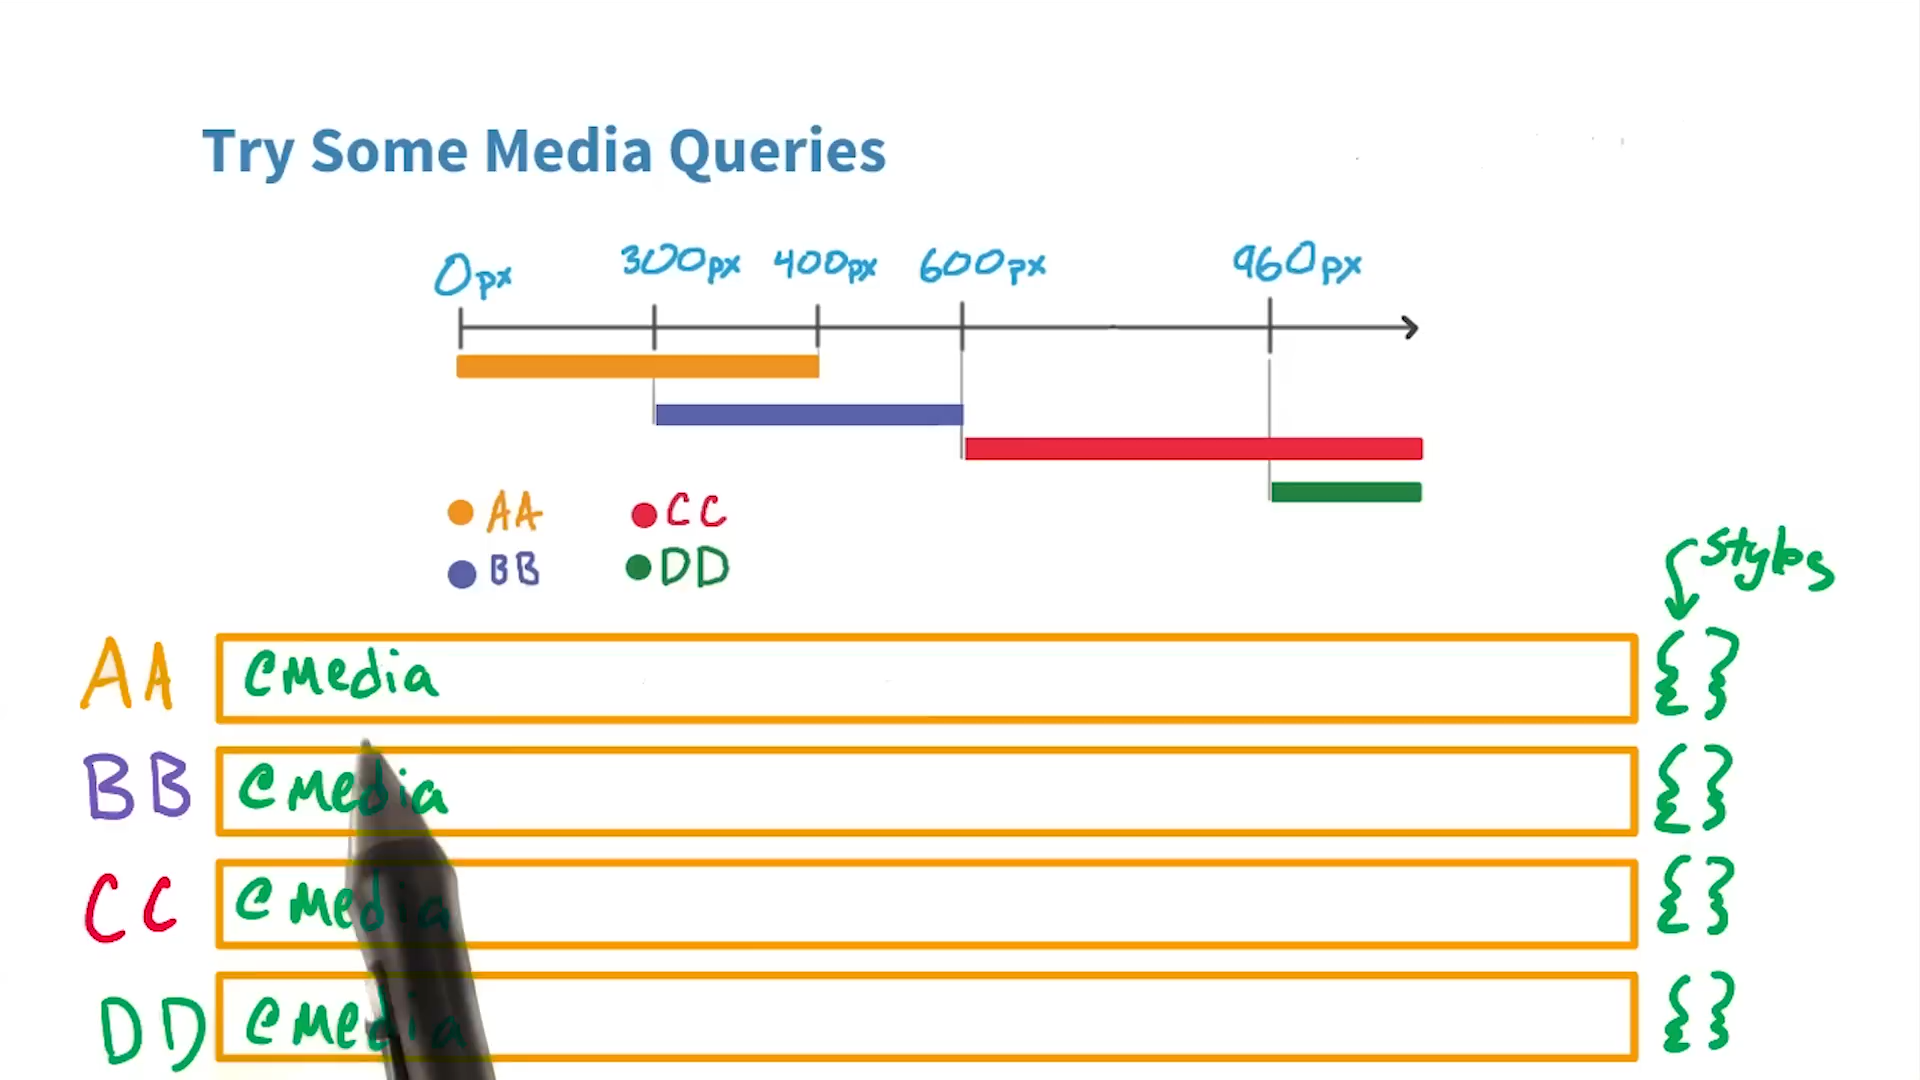 Try Some Media Queries
0px 300px 400px 600px 960px
AA CC
BB DD
styles
AA @media {}
BB @media {}
CC @media {}
DD @media {}